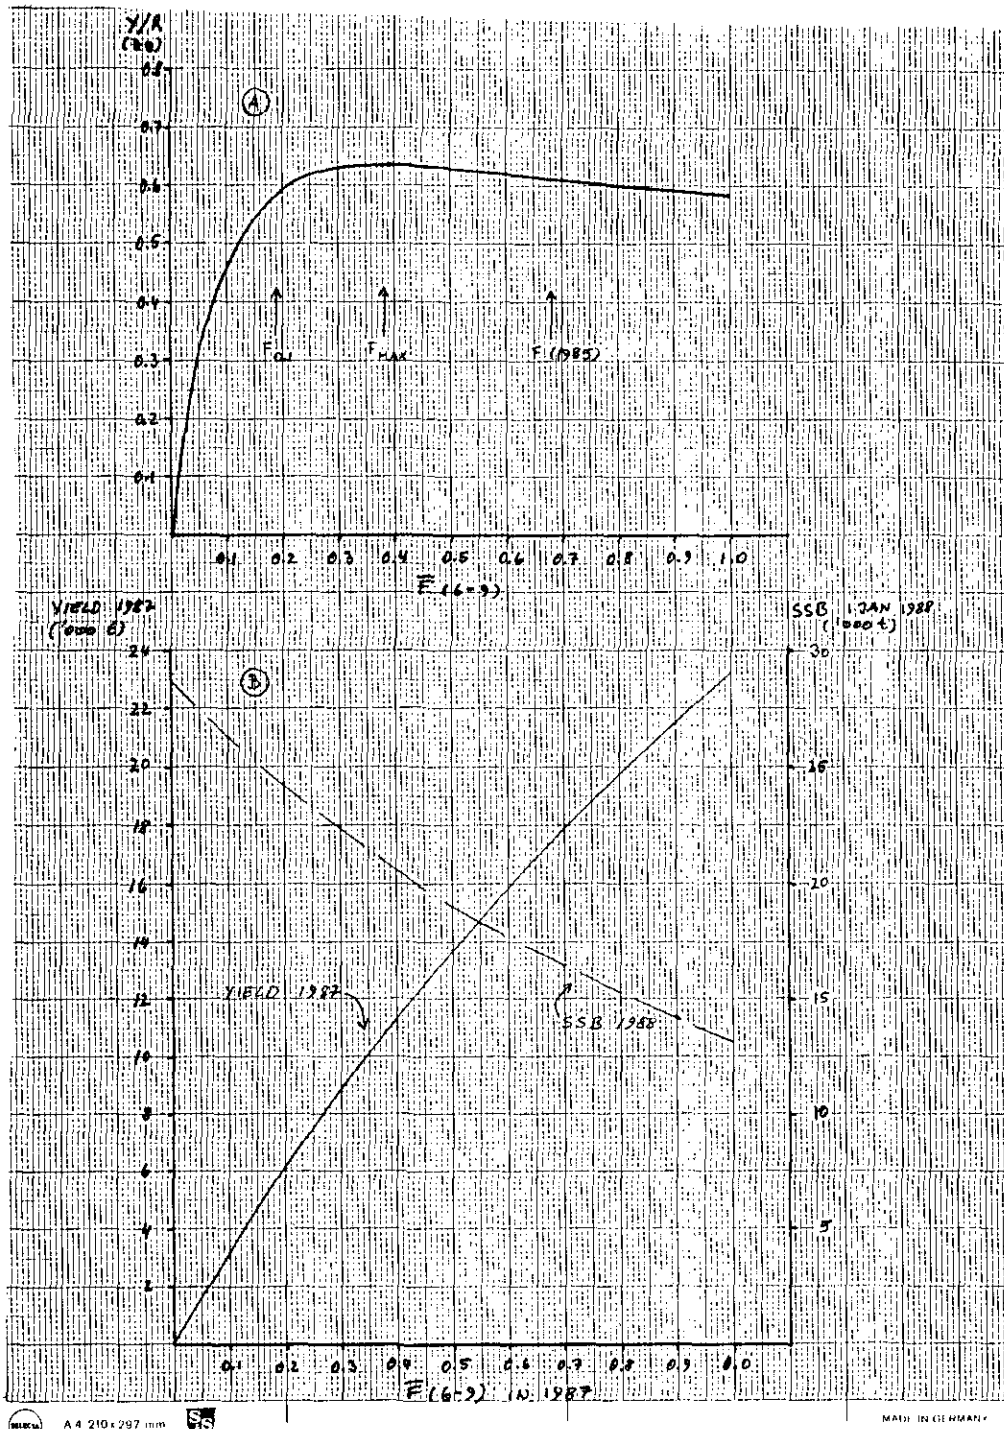 Y/R
(kg)
A
0.8
0.7
0.6
0.5
0.4
0.3
0.2
0.1
F0.1
FMAX
F(1985)
0.1 0.2 0.3 0.4 0.5 0.6 0.7 0.8 0.9 1.0
F̅ (6-9)
YIELD 1987
('000 t)
SSB 1 JAN 1988
('000 t)
B
24
22
20
18
16
14
12
10
8
6
4
2
30
25
20
15
10
5
YIELD 1987
SSB 1988
0.1 0.2 0.3 0.4 0.5 0.6 0.7 0.8 0.9 1.0
F̅ (6-9) IN 1987
A4 210 x 297 mm
MADE IN GERMANY